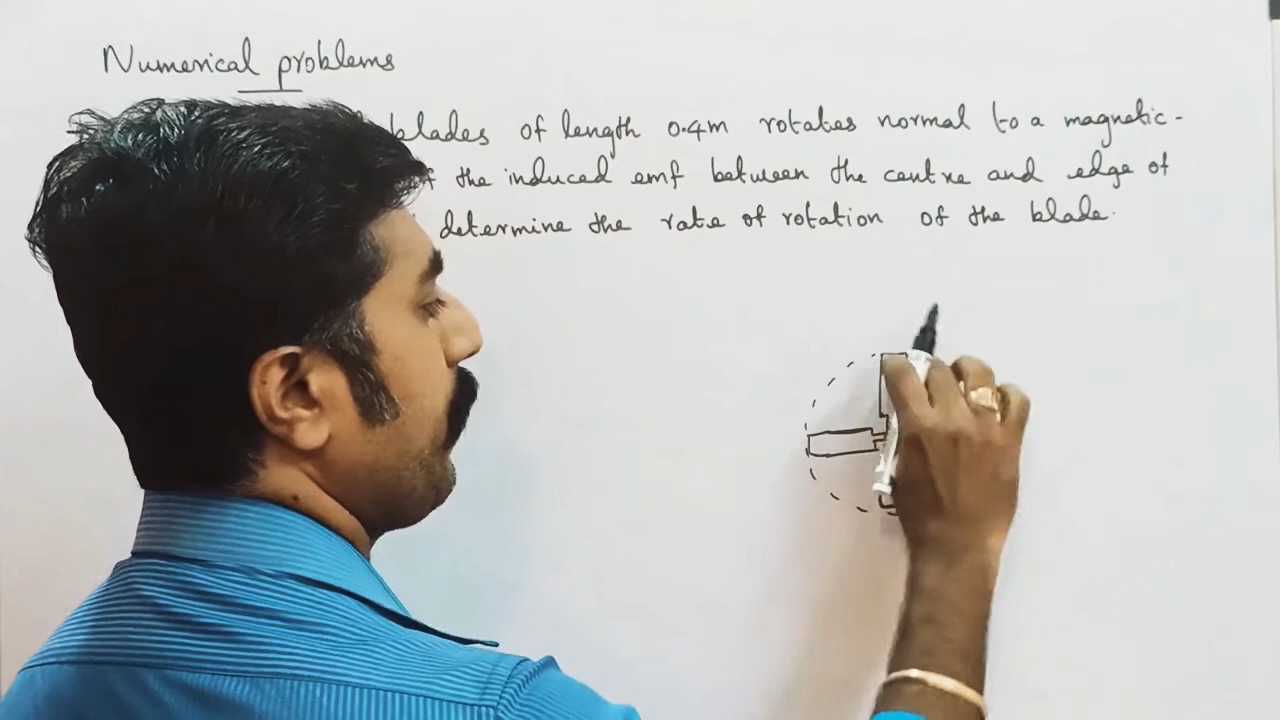 Numerical problems
blades of length 0.4m rotates normal to a magnetic-
the induced emf between the centre and edge of
determine the rate of rotation of the blade.